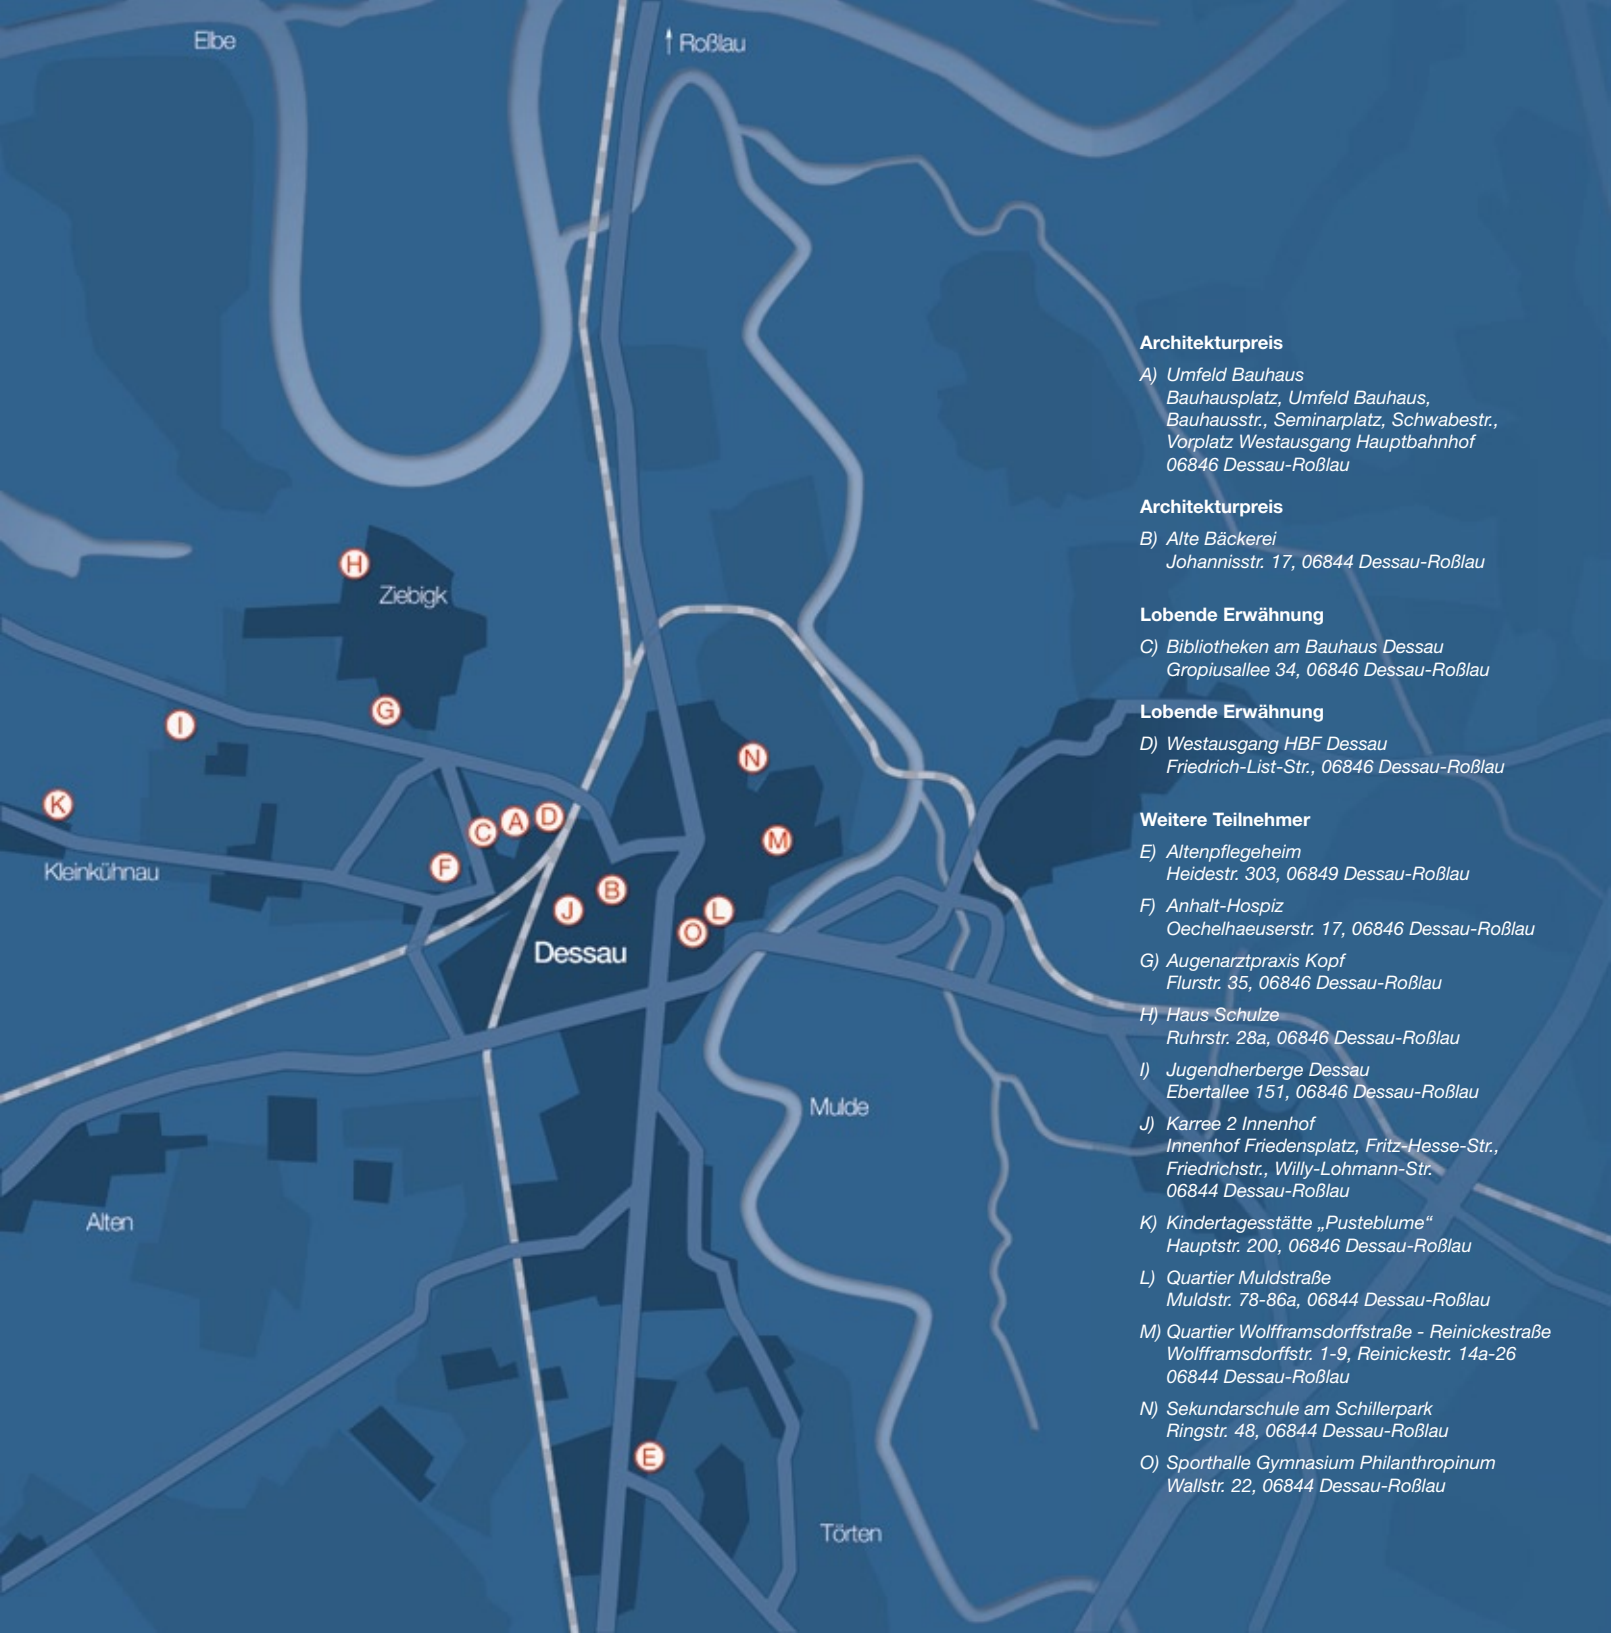 Elbe
Roßlau
H
Ziebigk
G
I
N
K
C
A
D
M
Kleinkühnau
F
B
J
L
O
Dessau
Mulde
Alten
E
Törten
Architekturpreis
A) Umfeld Bauhaus
Bauhausplatz, Umfeld Bauhaus,
Bauhausstr., Seminarplatz, Schwabestr.,
Vorplatz Westausgang Hauptbahnhof
06846 Dessau-Roßlau
Architekturpreis
B) Alte Bäckerei
Johannisstr. 17, 06844 Dessau-Roßlau
Lobende Erwähnung
C) Bibliotheken am Bauhaus Dessau
Gropiusallee 34, 06846 Dessau-Roßlau
Lobende Erwähnung
D) Westausgang HBF Dessau
Friedrich-List-Str., 06846 Dessau-Roßlau
Weitere Teilnehmer
E) Altenpflegeheim
Heidestr. 303, 06849 Dessau-Roßlau
F) Anhalt-Hospiz
Oechelhaeuserstr. 17, 06846 Dessau-Roßlau
G) Augenarztpraxis Kopf
Flurstr. 35, 06846 Dessau-Roßlau
H) Haus Schulze
Ruhrstr. 28a, 06846 Dessau-Roßlau
I) Jugendherberge Dessau
Ebertallee 151, 06846 Dessau-Roßlau
J) Karree 2 Innenhof
Innenhof Friedensplatz, Fritz-Hesse-Str.,
Friedrichstr., Willy-Lohmann-Str.
06844 Dessau-Roßlau
K) Kindertagesstätte „Pusteblume“
Hauptstr. 200, 06846 Dessau-Roßlau
L) Quartier Muldstraße
Muldstr. 78-86a, 06844 Dessau-Roßlau
M) Quartier Wolfframsdorffstraße - Reinickestraße
Wolfframsdorffstr. 1-9, Reinickestr. 14a-26
06844 Dessau-Roßlau
N) Sekundarschule am Schillerpark
Ringstr. 48, 06844 Dessau-Roßlau
O) Sporthalle Gymnasium Philanthropinum
Wallstr. 22, 06844 Dessau-Roßlau